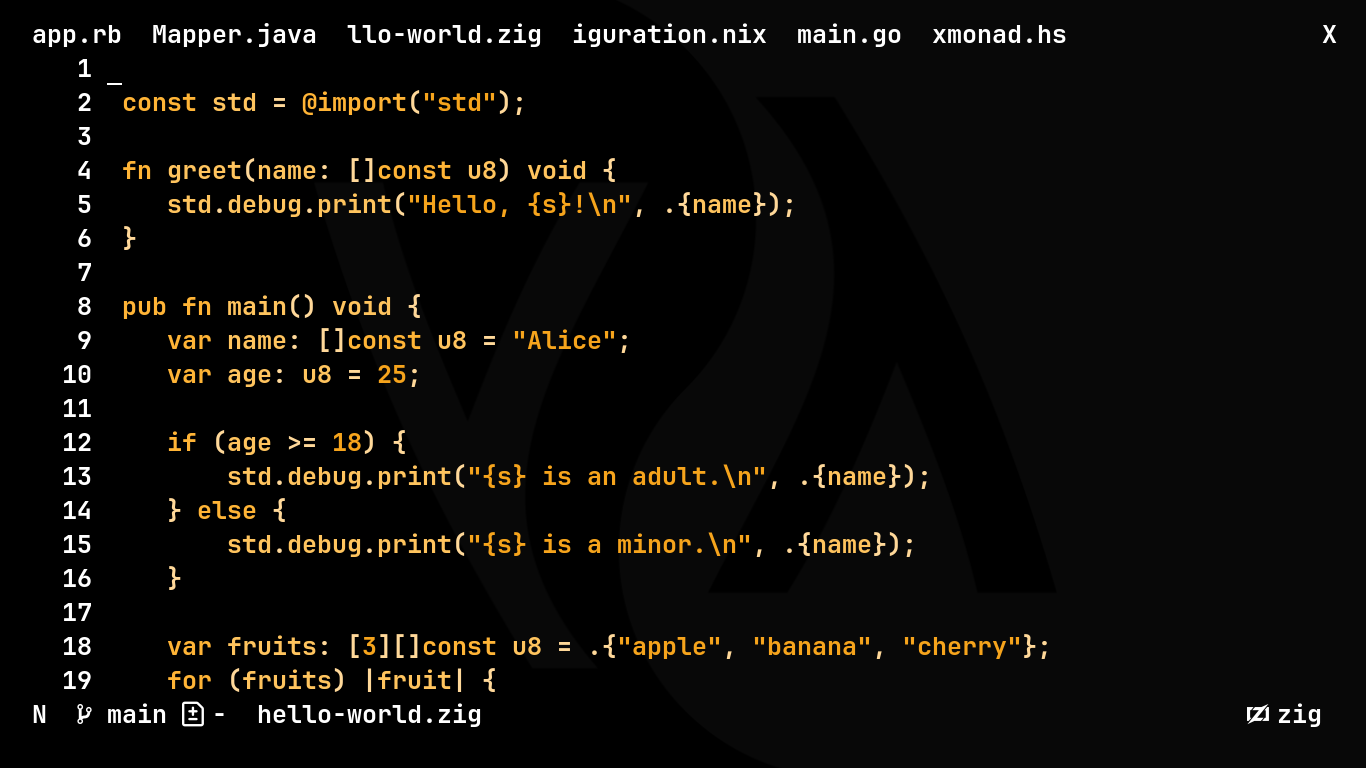 app.rb  Mapper.java  llo-world.zig  iguration.nix  main.go  xmonad.hs  X
1
2 const std = @import("std");
3
4 fn greet(name: []const u8) void {
5    std.debug.print("Hello, {s}!\n", .{name});
6 }
7
8 pub fn main() void {
9    var name: []const u8 = "Alice";
10    var age: u8 = 25;
11
12    if (age >= 18) {
13        std.debug.print("{s} is an adult.\n", .{name});
14    } else {
15        std.debug.print("{s} is a minor.\n", .{name});
16    }
17
18    var fruits: [3][]const u8 = .{"apple", "banana", "cherry"};
19    for (fruits) |fruit| {
N  main  -  hello-world.zig  zig